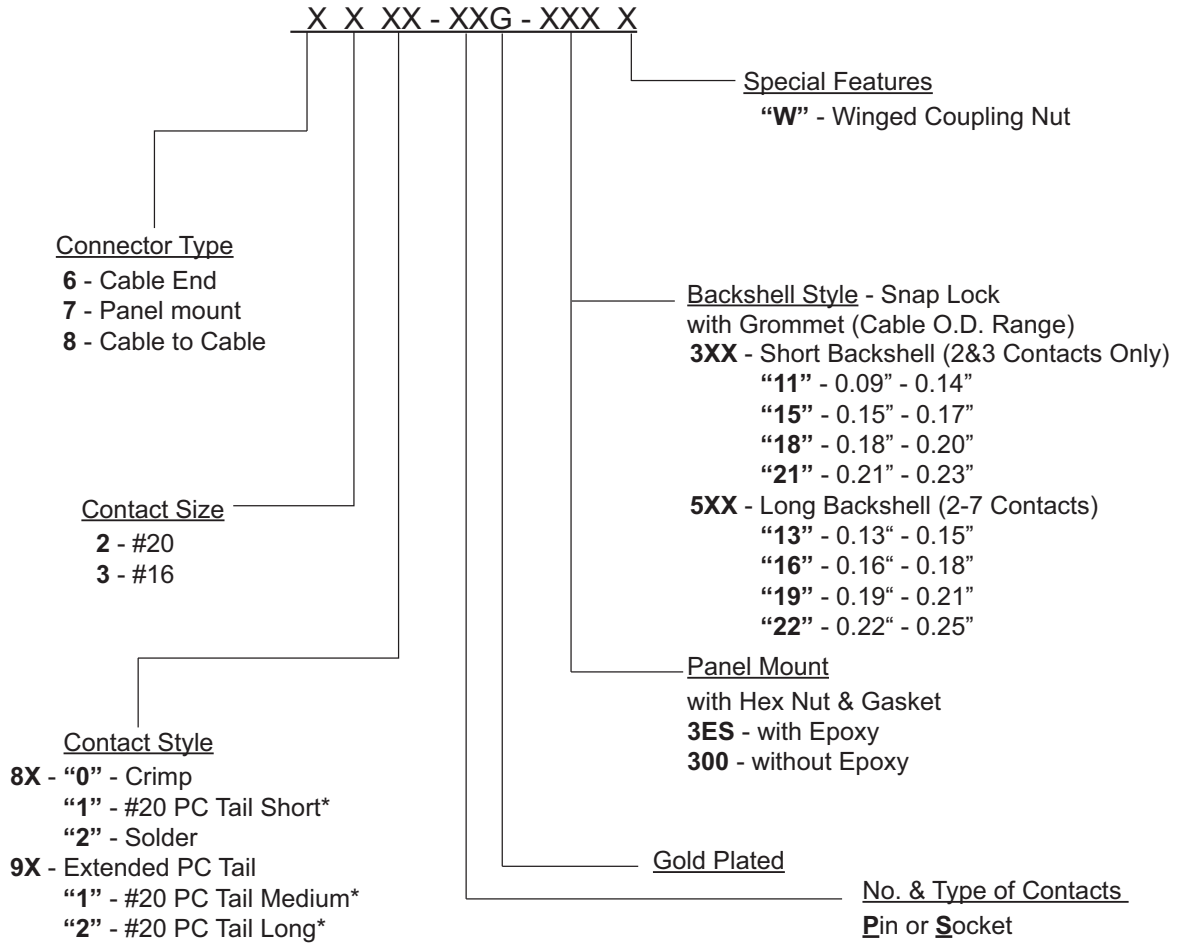 X X XX - XXG - XXX X
Special Features
“W” - Winged Coupling Nut
Connector Type
6 - Cable End
7 - Panel mount
8 - Cable to Cable
Backshell Style - Snap Lock
with Grommet (Cable O.D. Range)
3XX - Short Backshell (2&3 Contacts Only)
“11” - 0.09” - 0.14”
“15” - 0.15” - 0.17”
“18” - 0.18” - 0.20”
“21” - 0.21” - 0.23”
5XX - Long Backshell (2-7 Contacts)
“13” - 0.13“ - 0.15”
“16” - 0.16“ - 0.18”
“19” - 0.19“ - 0.21”
“22” - 0.22“ - 0.25”
Contact Size
2 - #20
3 - #16
Panel Mount
with Hex Nut & Gasket
3ES - with Epoxy
300 - without Epoxy
Contact Style
8X - “0” - Crimp
“1” - #20 PC Tail Short*
“2” - Solder
9X - Extended PC Tail
“1” - #20 PC Tail Medium*
“2” - #20 PC Tail Long*
Gold Plated
No. & Type of Contacts
Pin or Socket